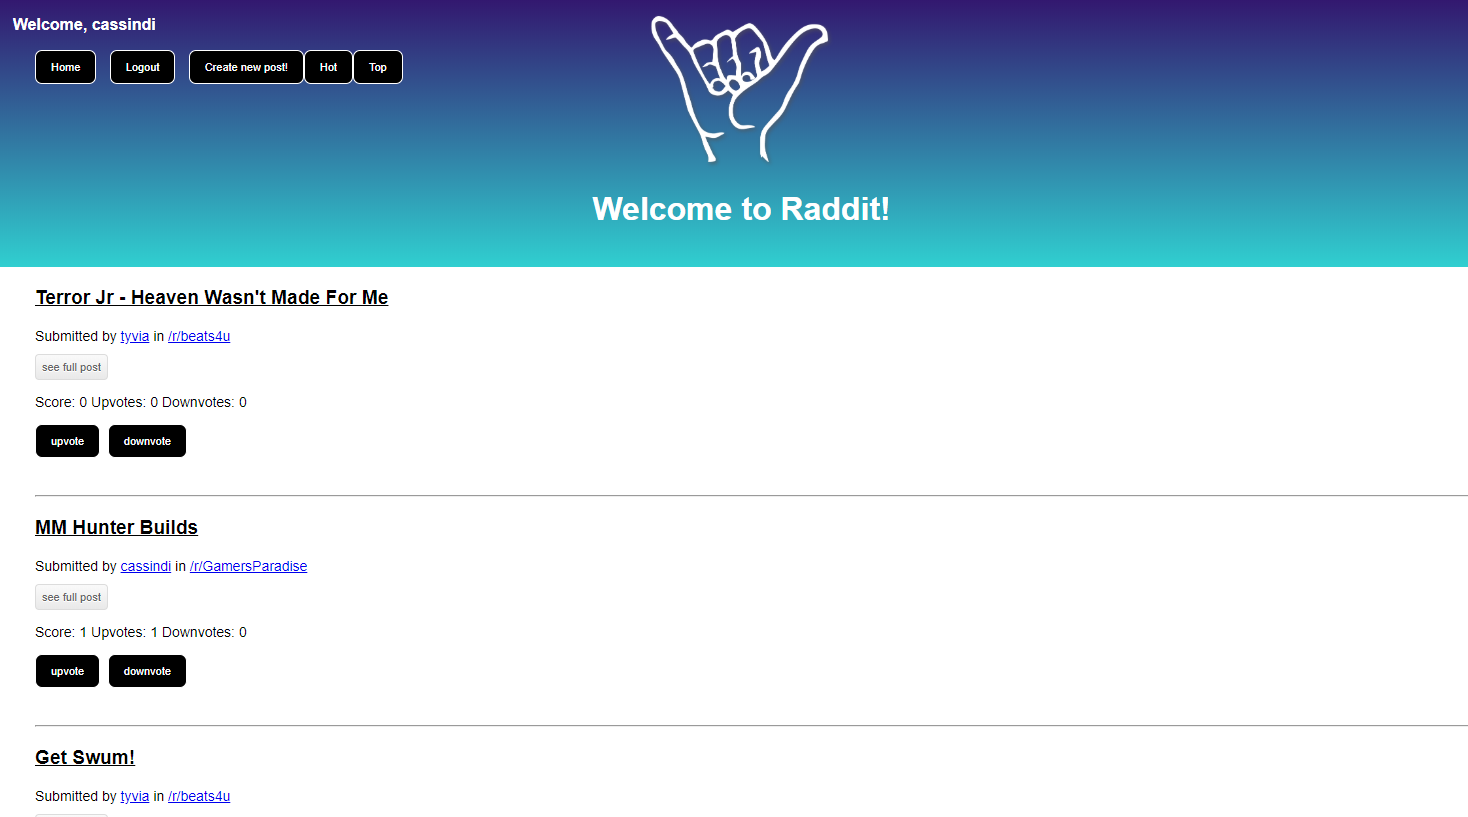 Welcome, cassindi
Home Logout Create new post! Hot Top
Welcome to Raddit!
Terror Jr - Heaven Wasn't Made For Me
Submitted by tyvia in /r/beats4u
see full post
Score: 0 Upvotes: 0 Downvotes: 0
upvote downvote
MM Hunter Builds
Submitted by cassindi in /r/GamersParadise
see full post
Score: 1 Upvotes: 1 Downvotes: 0
upvote downvote
Get Swum!
Submitted by tyvia in /r/beats4u